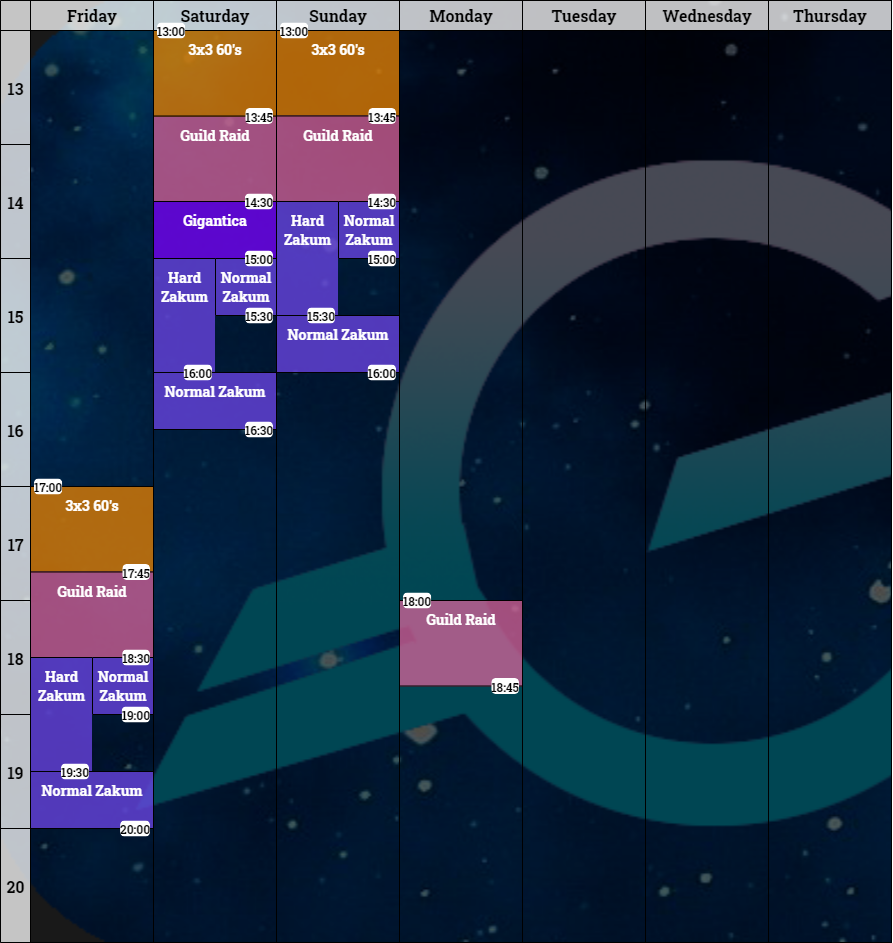 Friday Saturday Sunday Monday Tuesday Wednesday Thursday
13:00 13:00
3x3 60's 3x3 60's
13
13:45 13:45
Guild Raid Guild Raid
14:30 14:30
14
Gigantica Hard Zakum Normal Zakum
15:00 15:00
Hard Zakum Normal Zakum
15:30 15:30
15
Normal Zakum
16:00 16:00
Normal Zakum
16:30
16
17:00
3x3 60's
17
17:45
Guild Raid
18:00
Guild Raid
18:30
18
Hard Zakum Normal Zakum
18:45
19:00
19:30
19
Normal Zakum
20:00
20